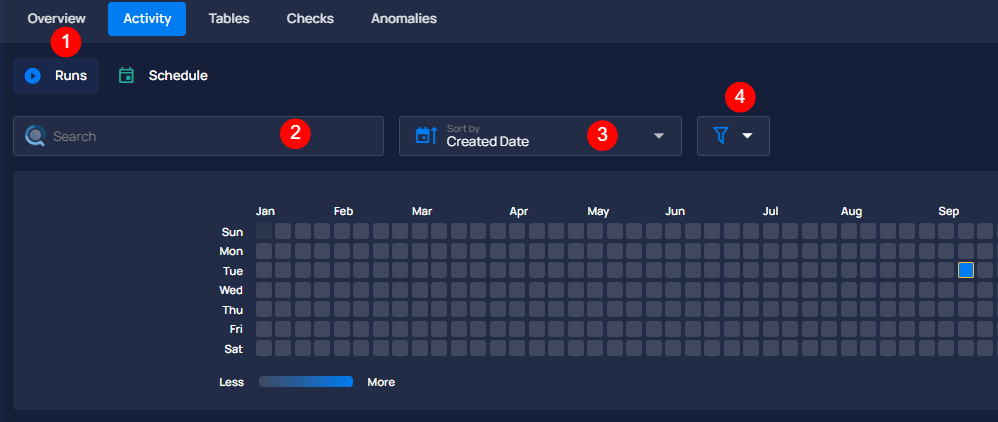 Overview Activity Tables Checks Anomalies
1
Runs Schedule
4
Search 2
Sort by
Created Date 3
Jan Feb Mar Apr May Jun Jul Aug Sep
Sun
Mon
Tue
Wed
Thu
Fri
Sat
Less More